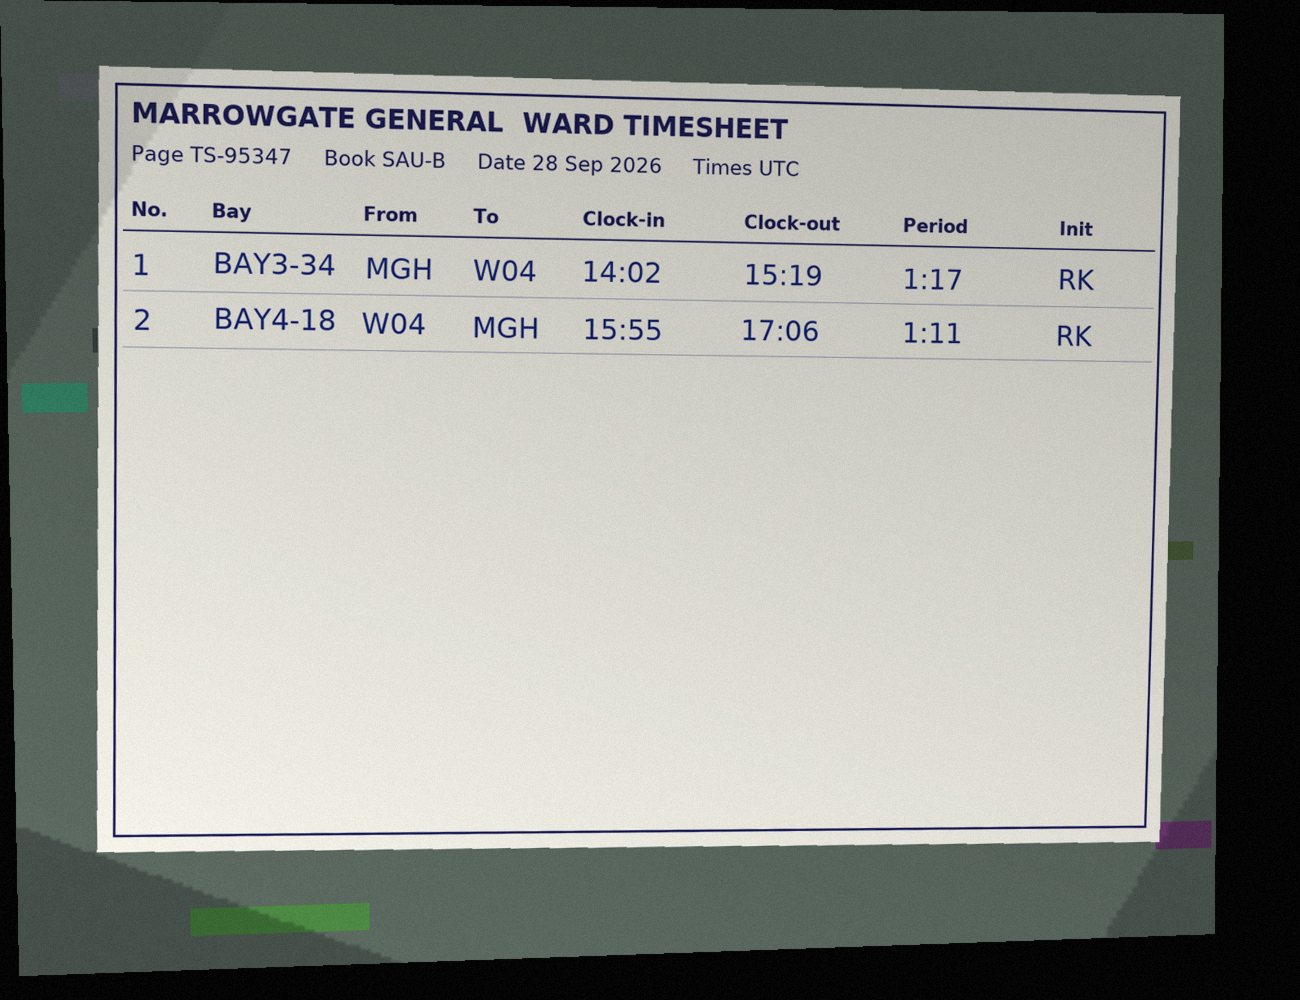 MARROWGATE GENERAL WARD TIMESHEET
Page TS-95347 Book SAU-B Date 28 Sep 2026 Times UTC
No. Bay From To Clock-in Clock-out Period Init
1 BAY3-34 MGH W04 14:02 15:19 1:17 RK
2 BAY4-18 W04 MGH 15:55 17:06 1:11 RK